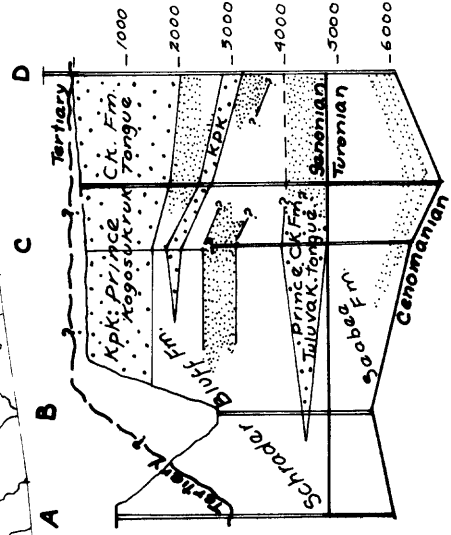 A
B
C
D
Tertiary
1000
2000
3000
4000
5000
6000
Kpk: Prince CK. Fm.
Kogosukruk Tongue
Kpk
Bluff Fm.
Schrader
Tertiary ?
Prince CK Fm ?
Tuluvak tongue
Senonian
Turonian
Seabee Fm
Cenomanian
?
?
?
?
?
?